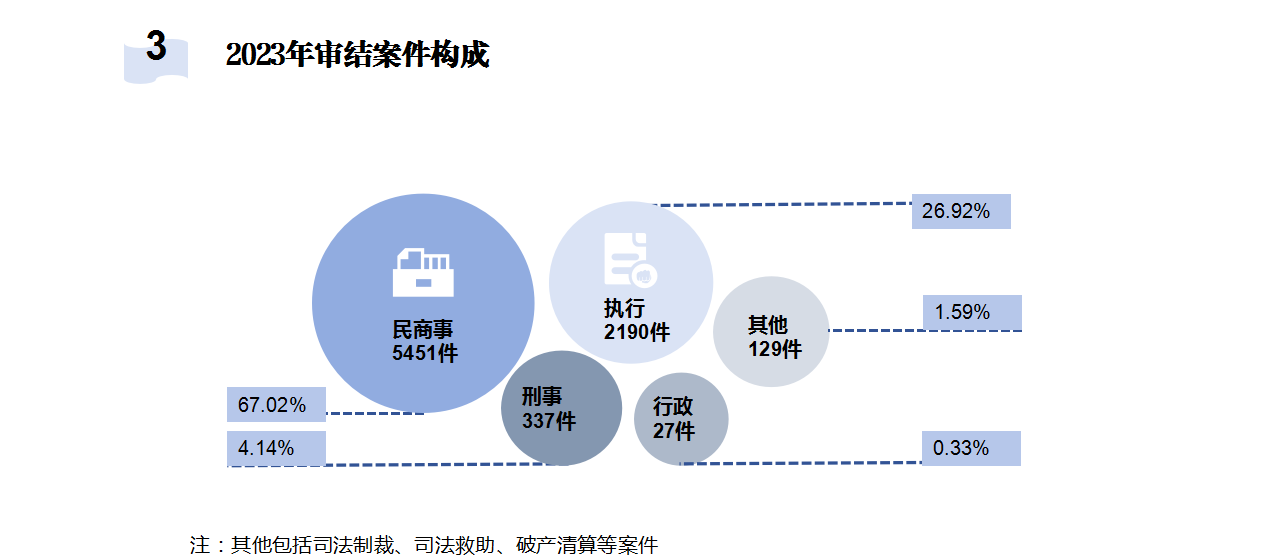 3
2023年审结案件构成
26.92%
执行
2190件
1.59%
其他
129件
民商事
5451件
67.02%
刑事
337件
行政
27件
4.14%
0.33%
注：其他包括司法制裁、司法救助、破产清算等案件